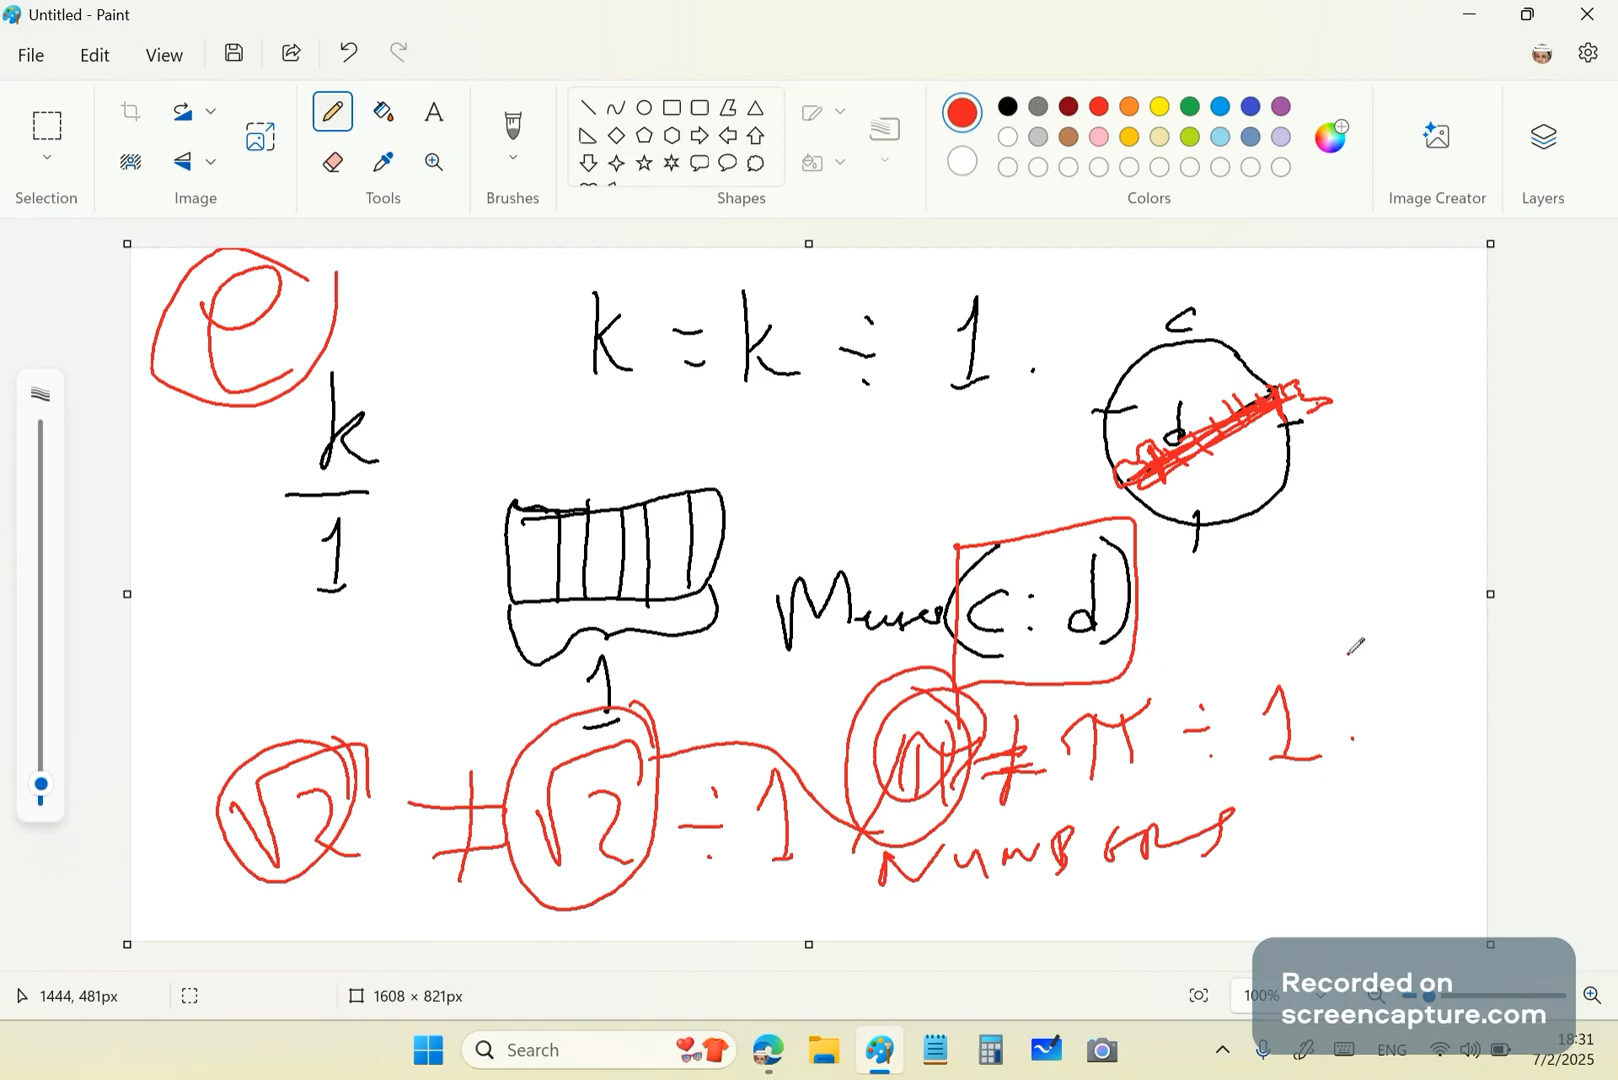 Untitled - Paint
File Edit View
Selection Image Tools Brushes Shapes Colors Image Creator Layers
e
k = k ÷ 1.
c
k
1
d
1
(c : d)
√2 ≠ √2 ÷ 1
π ≠ π ÷ 1.
NUMBERS
1444, 481px
1608 × 821px
100%
Recorded on
screencapture.com
Search
ENG
18:31
7/2/2025